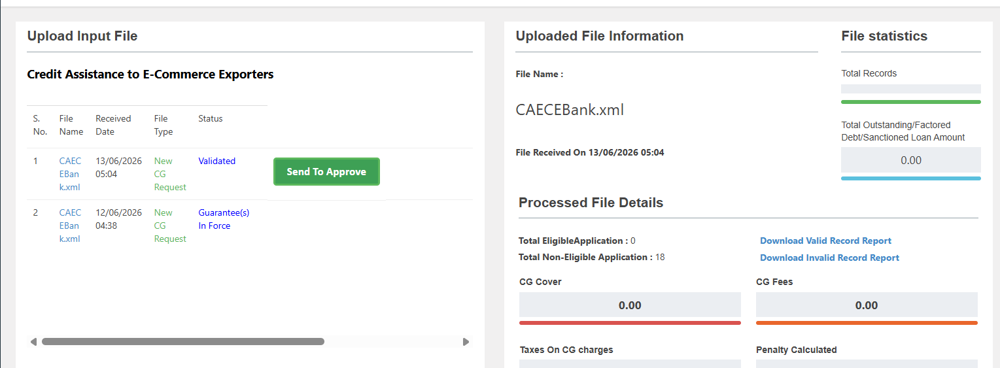 Upload Input File
Credit Assistance to E-Commerce Exporters
S. No.
File Name
Received Date
File Type
Status
1
CAEC
EBan
k.xml
13/06/2026
05:04
New
CG
Request
Validated
Send To Approve
2
CAEC
EBan
k.xml
12/06/2026
04:38
New
CG
Request
Guarantee(s)
In Force
Uploaded File Information
File Name :
CAECEBank.xml
File Received On 13/06/2026 05:04
File statistics
Total Records
Total Outstanding/Factored
Debt/Sanctioned Loan Amount
0.00
Processed File Details
Total EligibleApplication : 0
Download Valid Record Report
Total Non-Eligible Application : 18
Download Invalid Record Report
CG Cover
0.00
CG Fees
0.00
Taxes On CG charges
Penalty Calculated